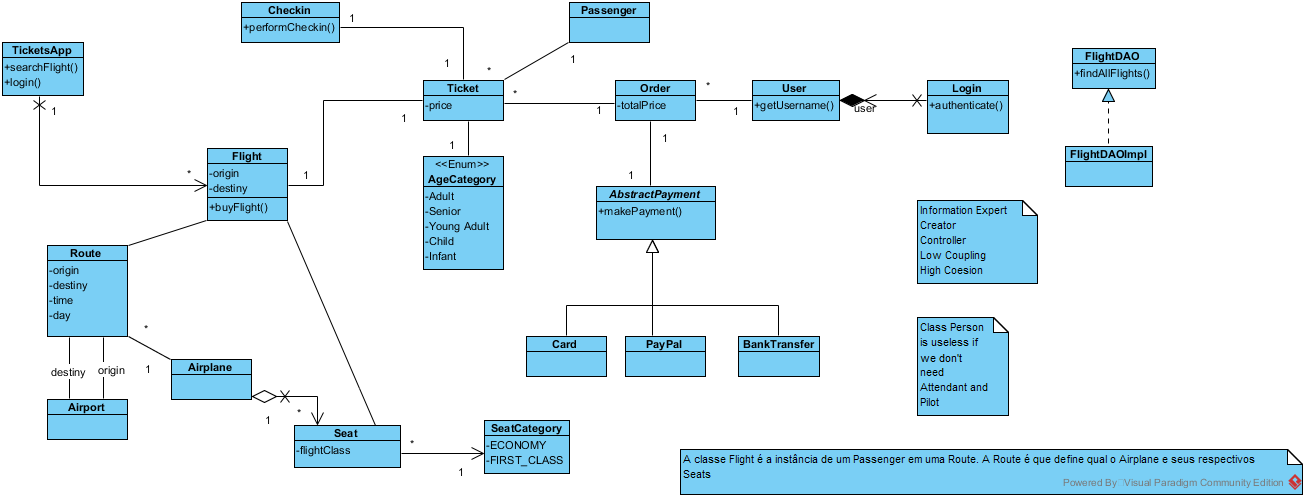 Checkin
+performCheckin()
1
Passenger
1
TicketsApp
+searchFlight()
+login()
1
FlightDAO
+findAllFlights()
1
*
Ticket
-price
*
1
Order
-totalPrice
*
1
User
+getUsername()
user
Login
+authenticate()
1
*
Flight
-origin
-destiny
+buyFlight()
1
1
<<Enum>>
AgeCategory
-Adult
-Senior
-Young Adult
-Child
-Infant
1
1
AbstractPayment
+makePayment()
FlightDAOImpl
Information Expert
Creator
Controller
Low Coupling
High Coesion
Route
-origin
-destiny
-time
-day
*
1
destiny
origin
Airplane
1
*
Airport
Card
PayPal
BankTransfer
Class Person
is useless if
we don't
need
Attendant and
Pilot
Seat
-flightClass
*
1
SeatCategory
-ECONOMY
-FIRST_CLASS
A classe Flight é a instância de um Passenger em uma Route. A Route é que define qual o Airplane e seus respectivos
Seats
Powered By Visual Paradigm Community Edition